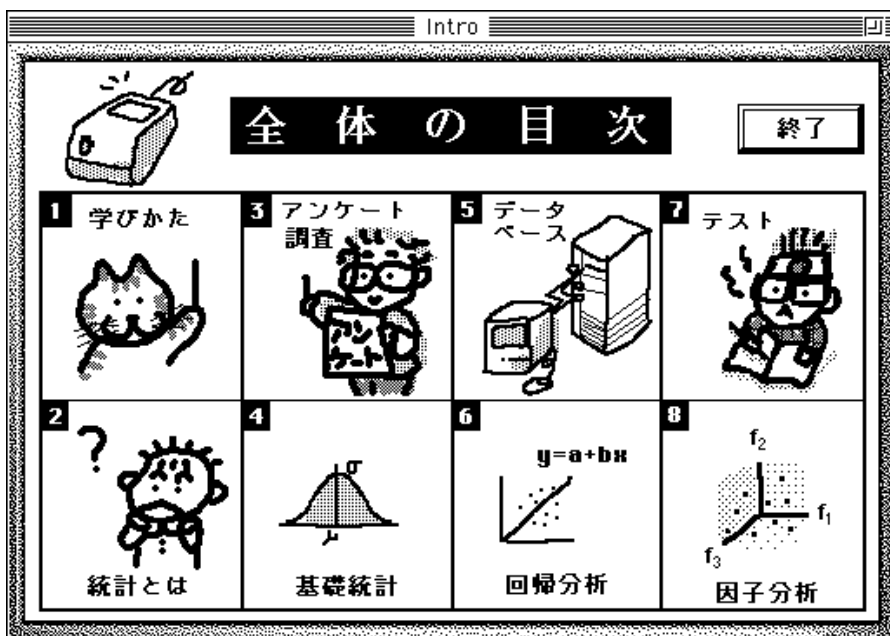 Intro
全体の目次
終了
1
学びかた
2
?
統計とは
3
アンケート
調査
アン
ケート
4
σ
μ
基礎統計
5
データ
ベース
6
y=a+bx
回帰分析
7
テスト
8
f2
f1
f3
因子分析